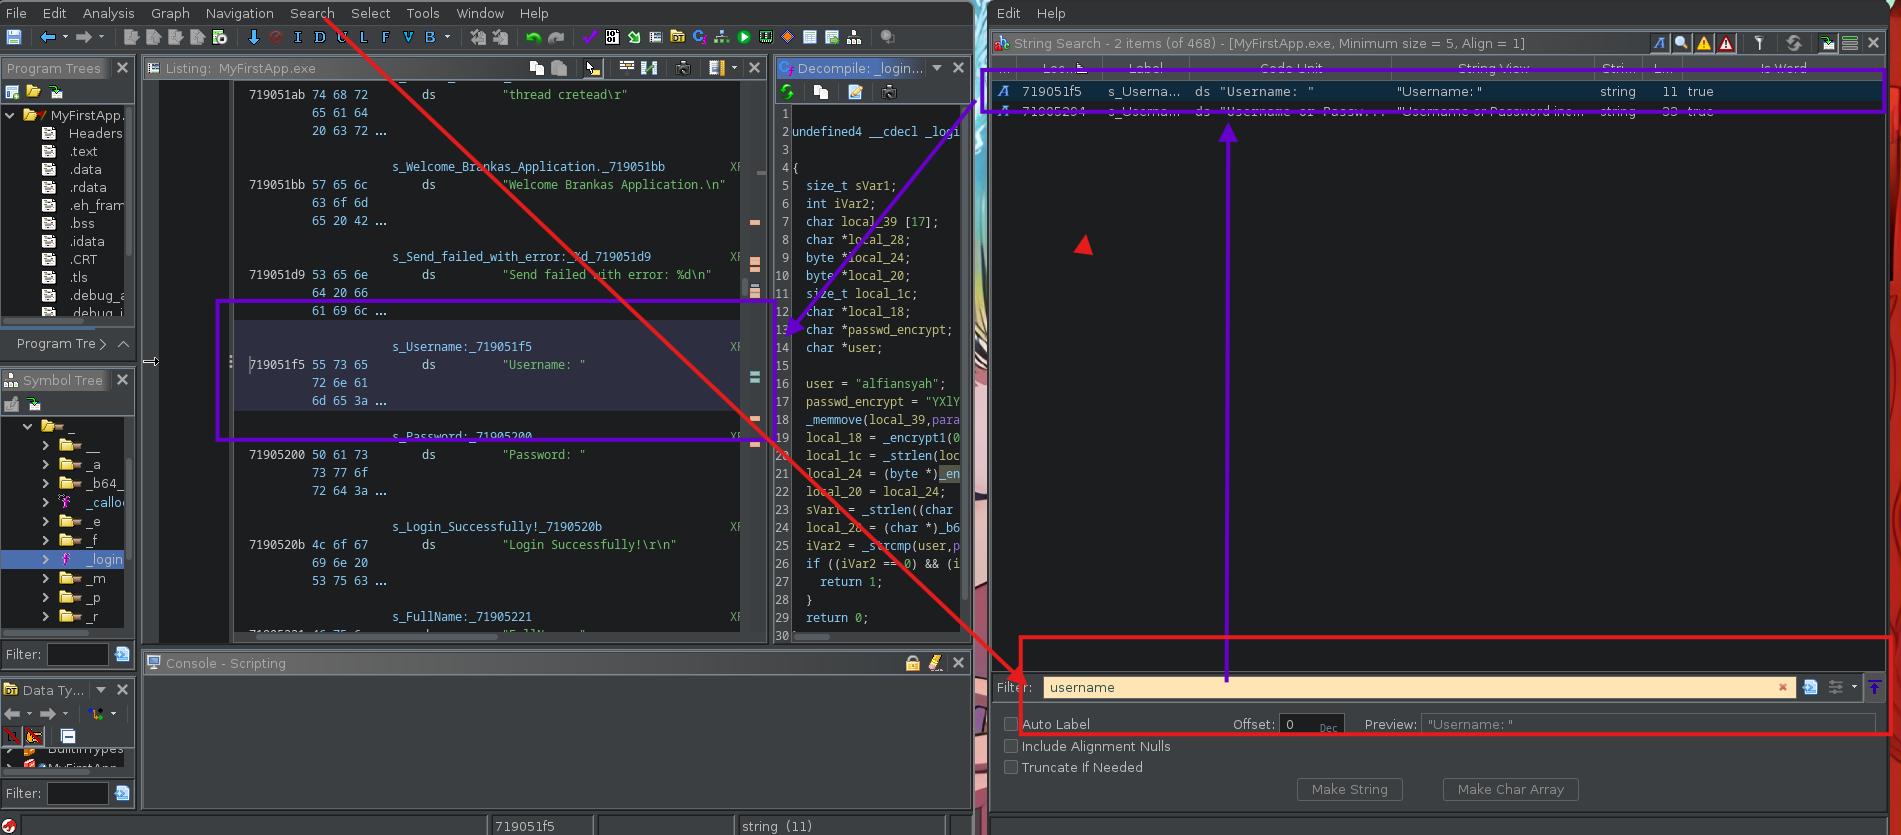 File Edit Analysis Graph Navigation Search Select Tools Window Help
I D U L F V B
Program Trees
MyFirstApp.
Headers
.text
.data
.rdata
.eh_fram
.bss
.idata
.CRT
.tls
.debug_a
Program Tre
Symbol Tree
_
__
_a
_b64_
_callo
_e
_f
_login
_m
_p
_r
Filter:
Data Ty...
BuiltInTypes
MyFirstApp
Filter:
Listing: MyFirstApp.exe
719051ab 74 68 72 ds "thread cretead\r"
65 61 64
20 63 72 ...
s_Welcome_Brankas_Application._719051bb XF
719051bb 57 65 6c ds "Welcome Brankas Application.\n"
63 6f 6d
65 20 42 ...
s_Send_failed_with_error:_%d_719051d9 XF
719051d9 53 65 6e ds "Send failed with error: %d\n"
64 20 66
61 69 6c ...
s_Username:_719051f5 XF
719051f5 55 73 65 ds "Username: "
72 6e 61
6d 65 3a ...
s_Password:_71905200 XF
71905200 50 61 73 ds "Password: "
73 77 6f
72 64 3a ...
s_Login_Successfully!_7190520b XF
7190520b 4c 6f 67 ds "Login Successfully!\r\n"
69 6e 20
53 75 63 ...
s_FullName:_71905221 XF
Decompile: _login...
1
2 undefined4 __cdecl _logi
3
4 {
5 size_t sVar1;
6 int iVar2;
7 char local_39 [17];
8 char *local_28;
9 byte *local_24;
10 byte *local_20;
11 size_t local_1c;
12 char *local_18;
13 char *passwd_encrypt;
14 char *user;
15
16 user = "alfiansyah";
17 passwd_encrypt = "YXlY
18 _memmove(local_39,para
19 local_18 = _encrypt1(0
20 local_1c = _strlen(loc
21 local_24 = (byte *)_en
22 local_20 = local_24;
23 sVar1 = _strlen((char
24 local_28 = (char *)_b6
25 iVar2 = _strcmp(user,p
26 if ((iVar2 == 0) && (i
27 return 1;
28 }
29 return 0;
30
Console - Scripting
719051f5 string (11)
Edit Help
String Search - 2 items (of 468) - [MyFirstApp.exe, Minimum size = 5, Align = 1]
Loc... Label Code Unit String View Stri... L... Is Word
719051f5 s_Userna... ds "Username: " "Username: " string 11 true
71905294 s_Userna... ds "Username or Passw... "Username or Password inc... string 33 true
Filter: username
Auto Label Offset: 0 Dec Preview: "Username: "
Include Alignment Nulls
Truncate If Needed
Make String Make Char Array